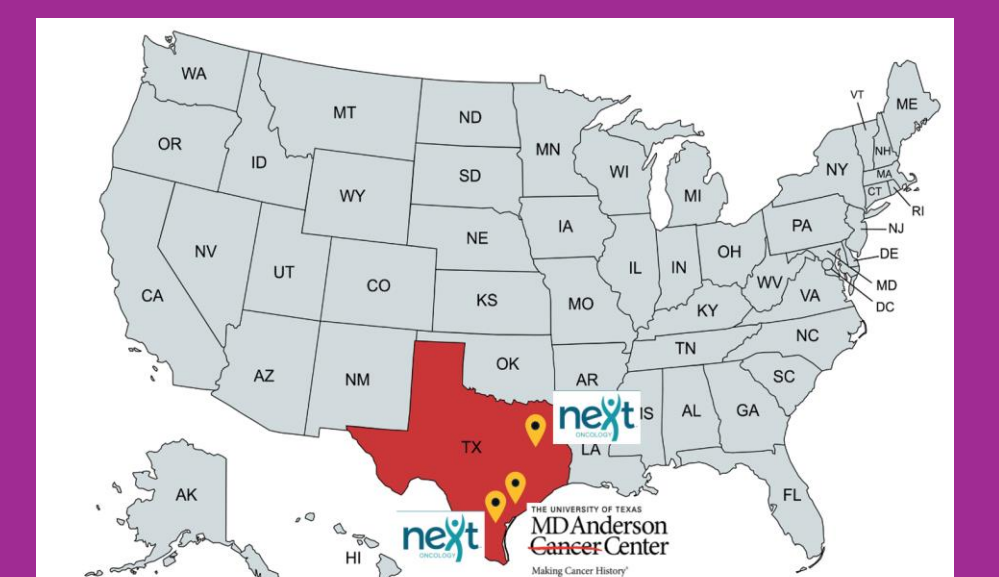 WA
MT
ND
MN
VT
ME
OR
ID
SD
WI
NH
NY
MA
WY
MI
CT
RI
IA
PA
NJ
NE
NV
OH
DE
UT
IL
IN
CO
WV
MD
CA
KS
MO
VA
DC
KY
NC
TN
OK
AZ
NM
AR
SC
next
ONCOLOGY
AL
GA
TX
LA
AK
FL
next
ONCOLOGY
THE UNIVERSITY OF TEXAS
MD Anderson
Cancer Center
Making Cancer History®
HI